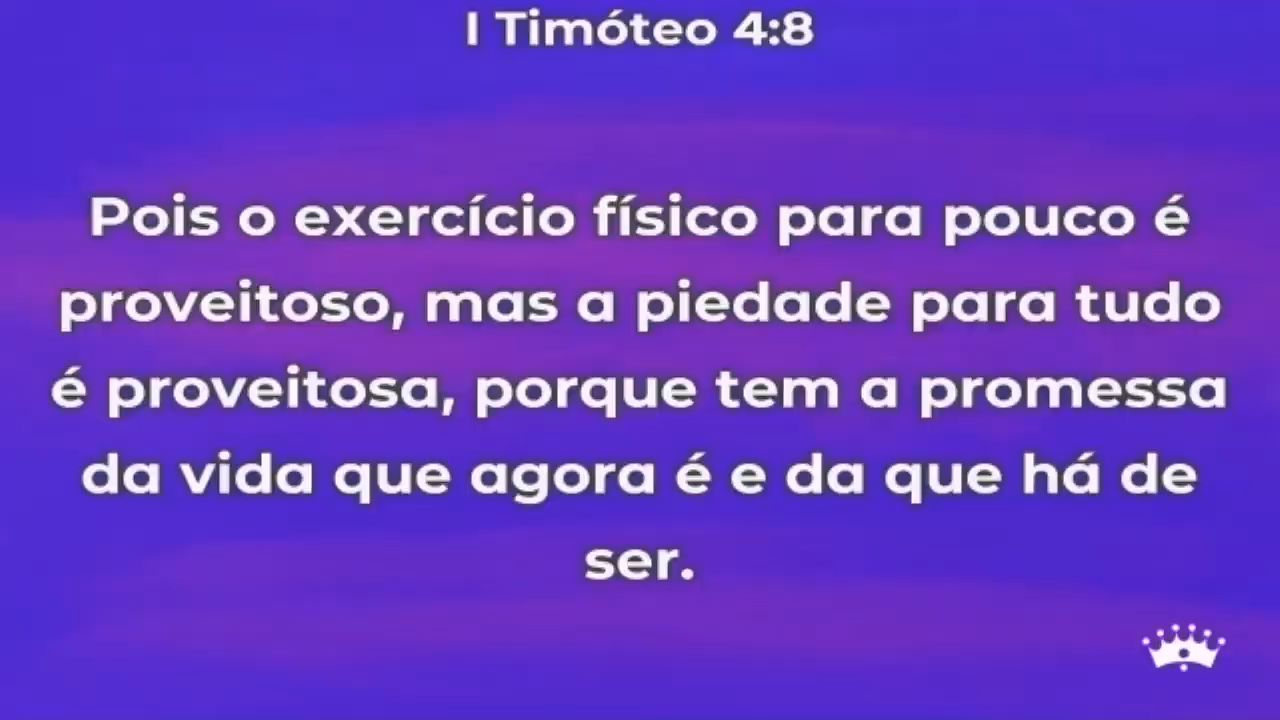 I Timóteo 4:8
Pois o exercício físico para pouco é
proveitoso, mas a piedade para tudo
é proveitosa, porque tem a promessa
da vida que agora é e da que há de
ser.